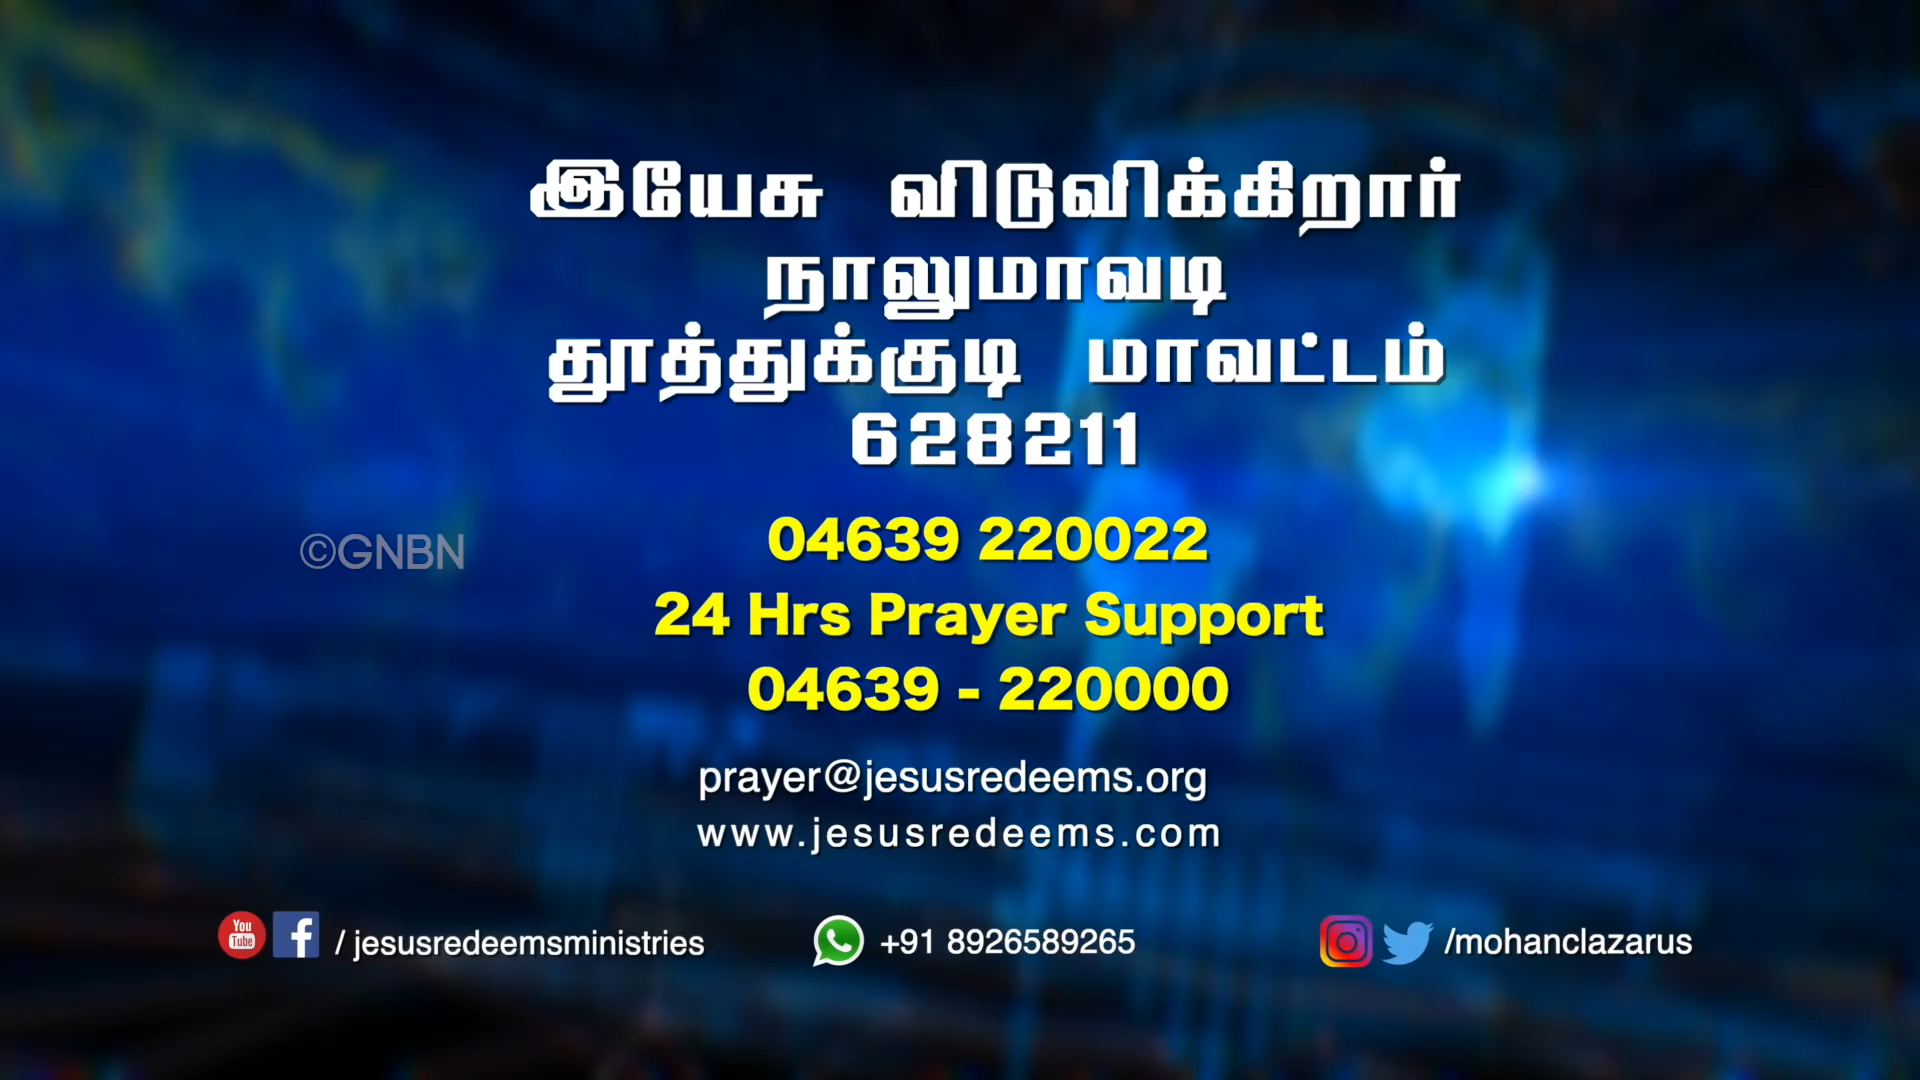 இயேசு விடுவிக்கிறார்
நாலுமாவடி
தூத்துக்குடி மாவட்டம்
628211
04639 220022
©GNBN
24 Hrs Prayer Support
04639 - 220000
prayer@jesusredeems.org
www.jesusredeems.com
You Tube / jesusredeemsministries +91 8926589265 /mohanclazarus